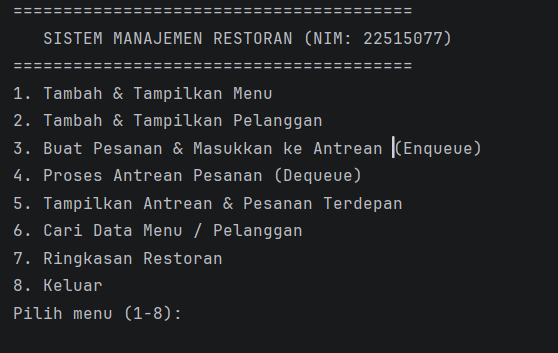 ========================================
SISTEM MANAJEMEN RESTORAN (NIM: 22515077)
========================================
1. Tambah & Tampilkan Menu
2. Tambah & Tampilkan Pelanggan
3. Buat Pesanan & Masukkan ke Antrean (Enqueue)
4. Proses Antrean Pesanan (Dequeue)
5. Tampilkan Antrean & Pesanan Terdepan
6. Cari Data Menu / Pelanggan
7. Ringkasan Restoran
8. Keluar
Pilih menu (1-8):